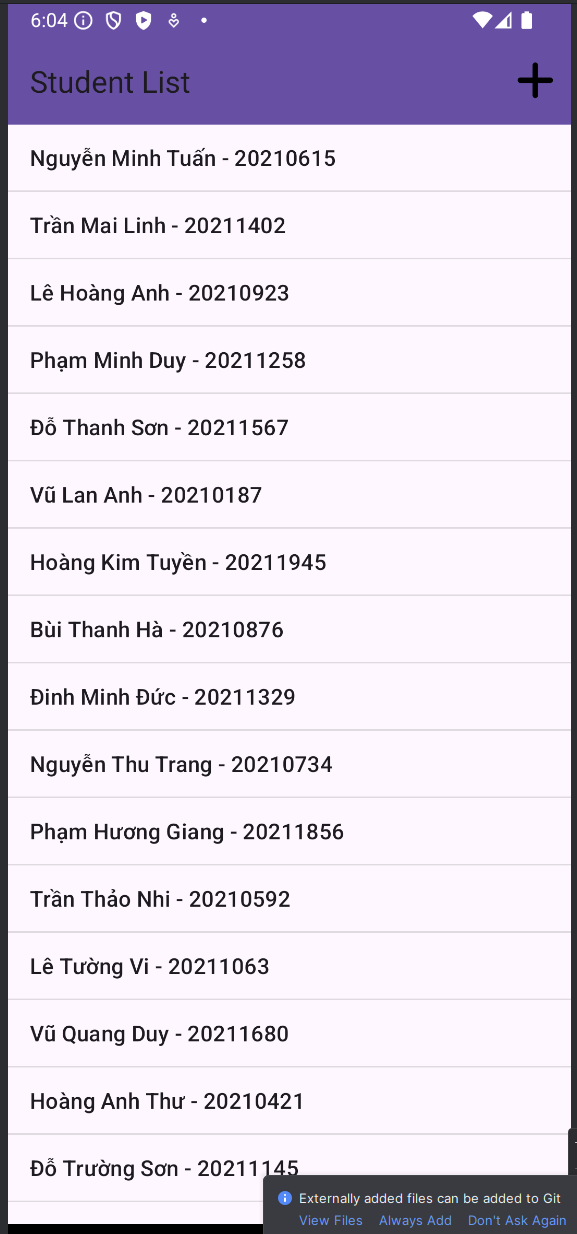 6:04
Student List
Nguyễn Minh Tuấn - 20210615
Trần Mai Linh - 20211402
Lê Hoàng Anh - 20210923
Phạm Minh Duy - 20211258
Đỗ Thanh Sơn - 20211567
Vũ Lan Anh - 20210187
Hoàng Kim Tuyền - 20211945
Bùi Thanh Hà - 20210876
Đinh Minh Đức - 20211329
Nguyễn Thu Trang - 20210734
Phạm Hương Giang - 20211856
Trần Thảo Nhi - 20210592
Lê Tường Vi - 20211063
Vũ Quang Duy - 20211680
Hoàng Anh Thư - 20210421
Đỗ Trường Sơn - 20211145
Externally added files can be added to Git
View Files Always Add Don't Ask Again